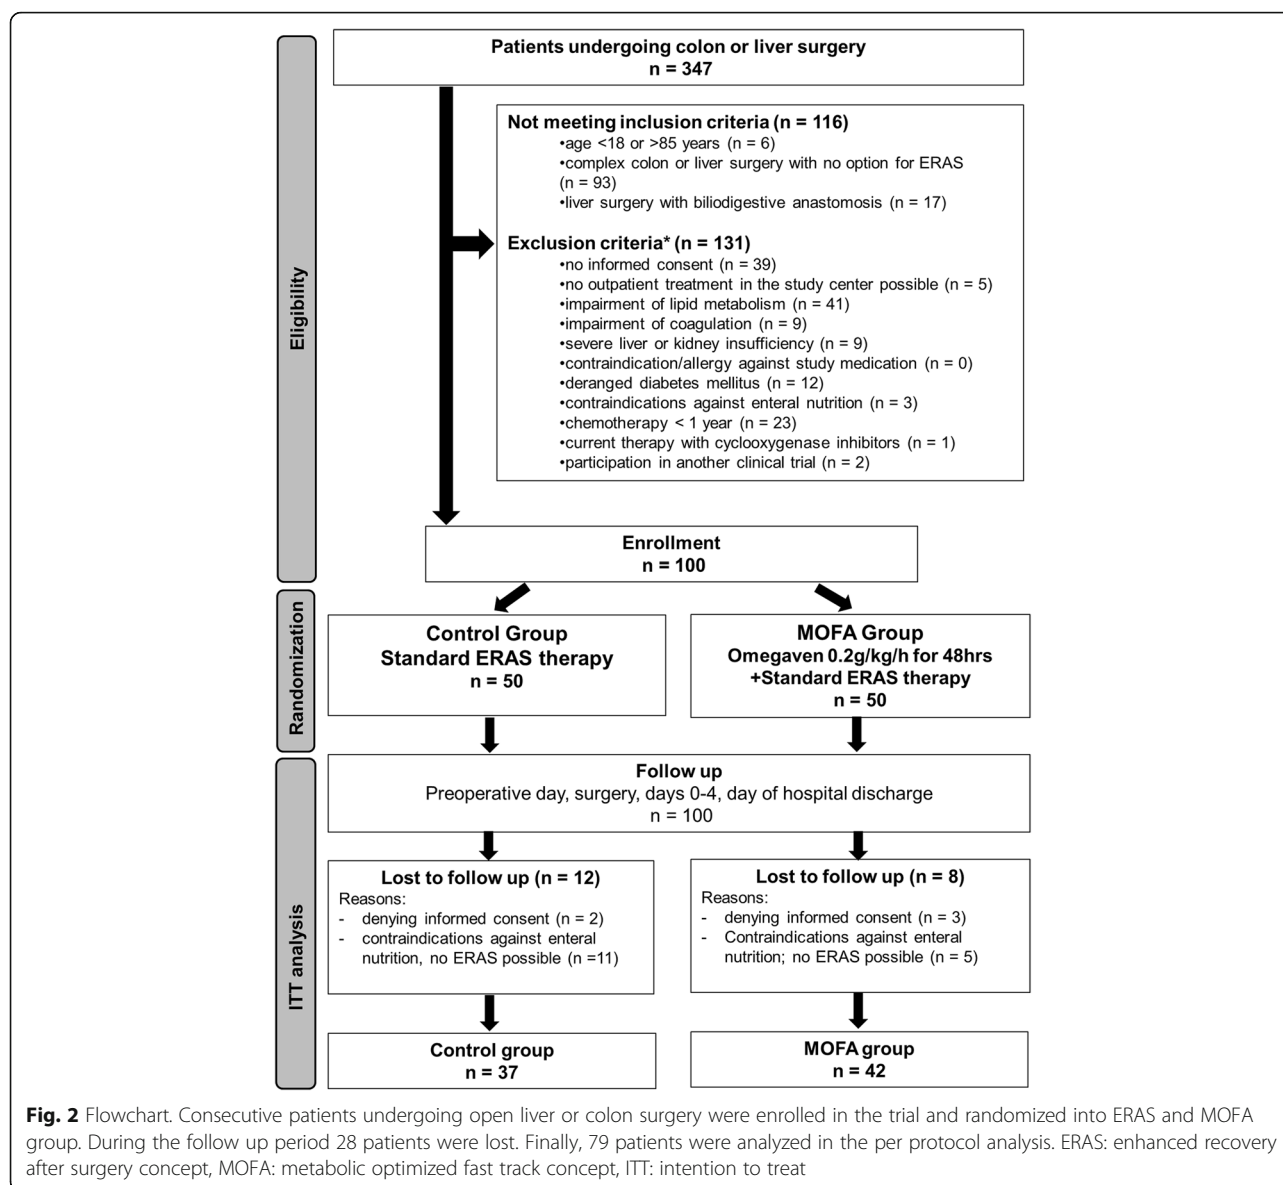 Patients undergoing colon or liver surgery
n = 347
Eligibility
Not meeting inclusion criteria (n = 116)
•age <18 or >85 years (n = 6)
•complex colon or liver surgery with no option for ERAS
(n = 93)
•liver surgery with biliodigestive anastomosis (n = 17)
Exclusion criteria* (n = 131)
•no informed consent (n = 39)
•no outpatient treatment in the study center possible (n = 5)
•impairment of lipid metabolism (n = 41)
•impairment of coagulation (n = 9)
•severe liver or kidney insufficiency (n = 9)
•contraindication/allergy against study medication (n = 0)
•deranged diabetes mellitus (n = 12)
•contraindications against enteral nutrition (n = 3)
•chemotherapy < 1 year (n = 23)
•current therapy with cyclooxygenase inhibitors (n = 1)
•participation in another clinical trial (n = 2)
Enrollment
n = 100
Randomization
Control Group
Standard ERAS therapy
n = 50
MOFA Group
Omegaven 0.2g/kg/h for 48hrs
+Standard ERAS therapy
n = 50
ITT analysis
Follow up
Preoperative day, surgery, days 0-4, day of hospital discharge
n = 100
Lost to follow up (n = 12)
Reasons:
- denying informed consent (n = 2)
- contraindications against enteral
nutrition, no ERAS possible (n =11)
Lost to follow up (n = 8)
Reasons:
- denying informed consent (n = 3)
- Contraindications against enteral
nutrition; no ERAS possible (n = 5)
Control group
n = 37
MOFA group
n = 42
Fig. 2 Flowchart. Consecutive patients undergoing open liver or colon surgery were enrolled in the trial and randomized into ERAS and MOFA
group. During the follow up period 28 patients were lost. Finally, 79 patients were analyzed in the per protocol analysis. ERAS: enhanced recovery
after surgery concept, MOFA: metabolic optimized fast track concept, ITT: intention to treat